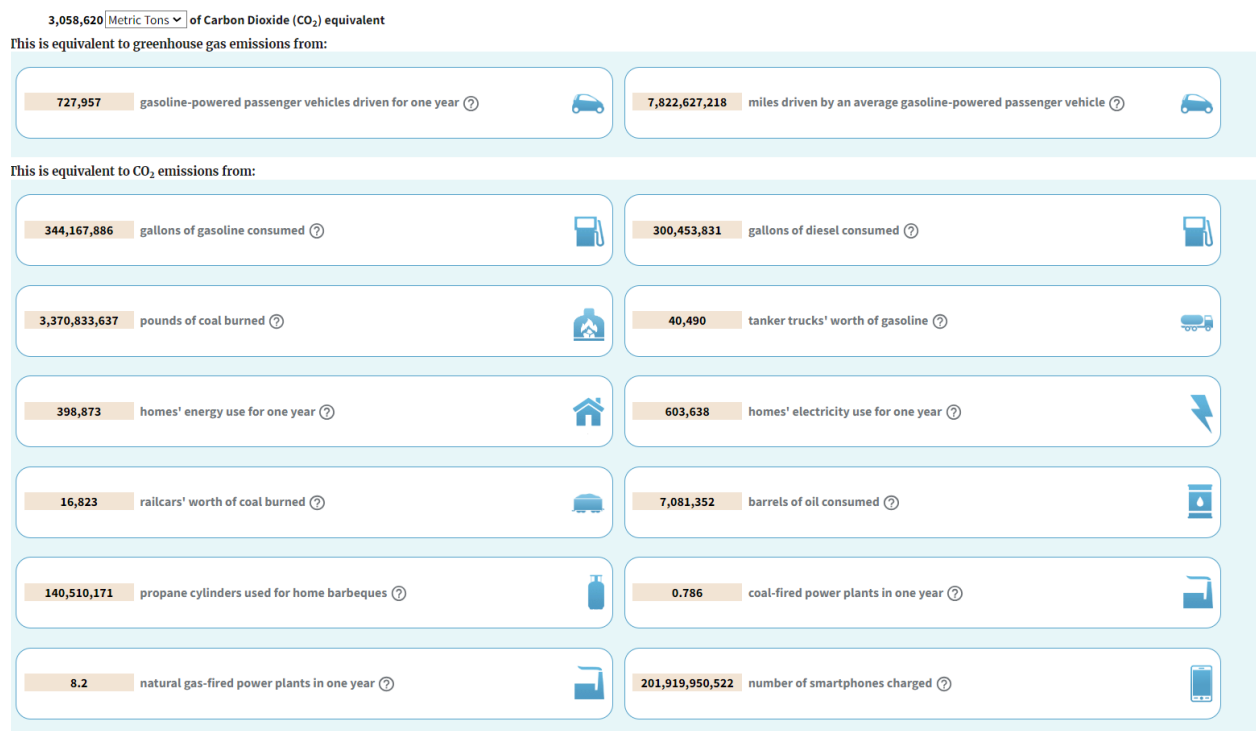 3,058,620 Metric Tons of Carbon Dioxide (CO₂) equivalent
This is equivalent to greenhouse gas emissions from:
727,957 gasoline-powered passenger vehicles driven for one year ?
7,822,627,218 miles driven by an average gasoline-powered passenger vehicle ?
This is equivalent to CO₂ emissions from:
344,167,886 gallons of gasoline consumed ?
300,453,831 gallons of diesel consumed ?
3,370,833,637 pounds of coal burned ?
40,490 tanker trucks' worth of gasoline ?
398,873 homes' energy use for one year ?
603,638 homes' electricity use for one year ?
16,823 railcars' worth of coal burned ?
7,081,352 barrels of oil consumed ?
140,510,171 propane cylinders used for home barbeques ?
0.786 coal-fired power plants in one year ?
8.2 natural gas-fired power plants in one year ?
201,919,950,522 number of smartphones charged ?